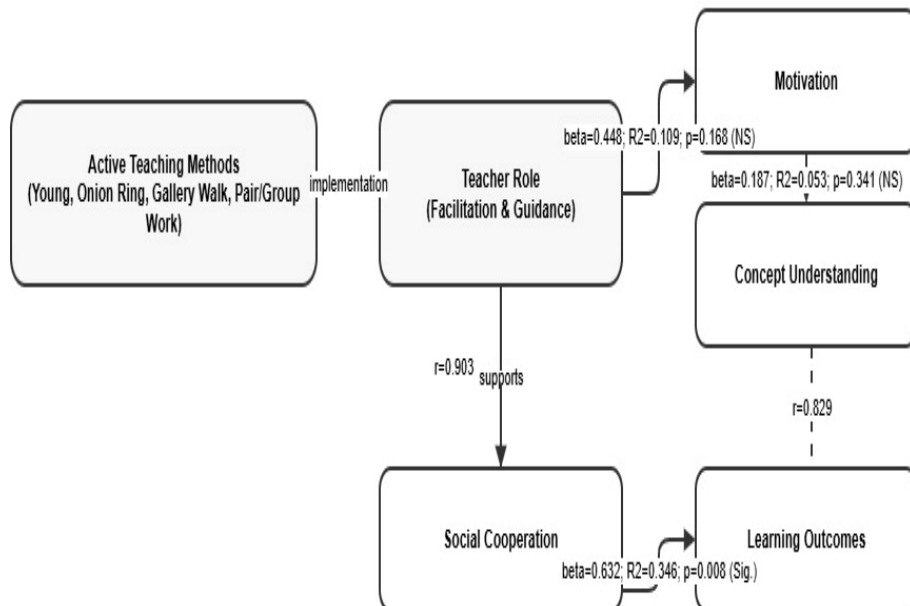 Motivation
beta=0.448; R2=0.109; p=0.168 (NS)
Active Teaching Methods
(Young, Onion Ring, Gallery Walk, Pair/Group
Work)
implementation
Teacher Role
(Facilitation & Guidance)
beta=0.187; R2=0.053; p=0.341 (NS)
Concept Understanding
r=0.903
supports
r=0.829
Social Cooperation
beta=0.632; R2=0.346; p=0.008 (Sig.)
Learning Outcomes